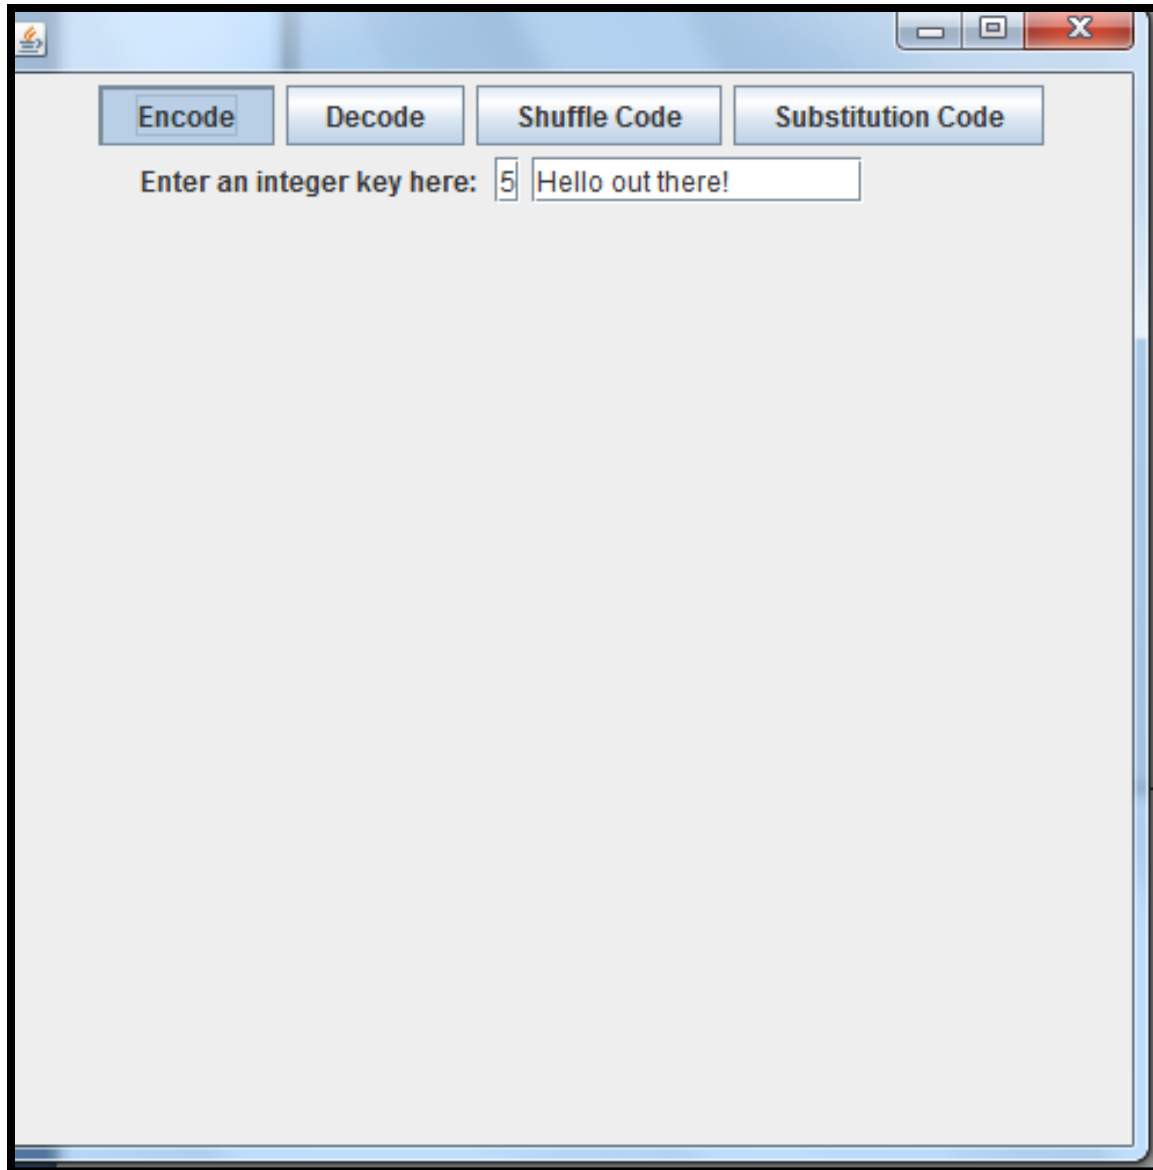 Encode Decode Shuffle Code Substitution Code
Enter an integer key here: 5 Hello out there!